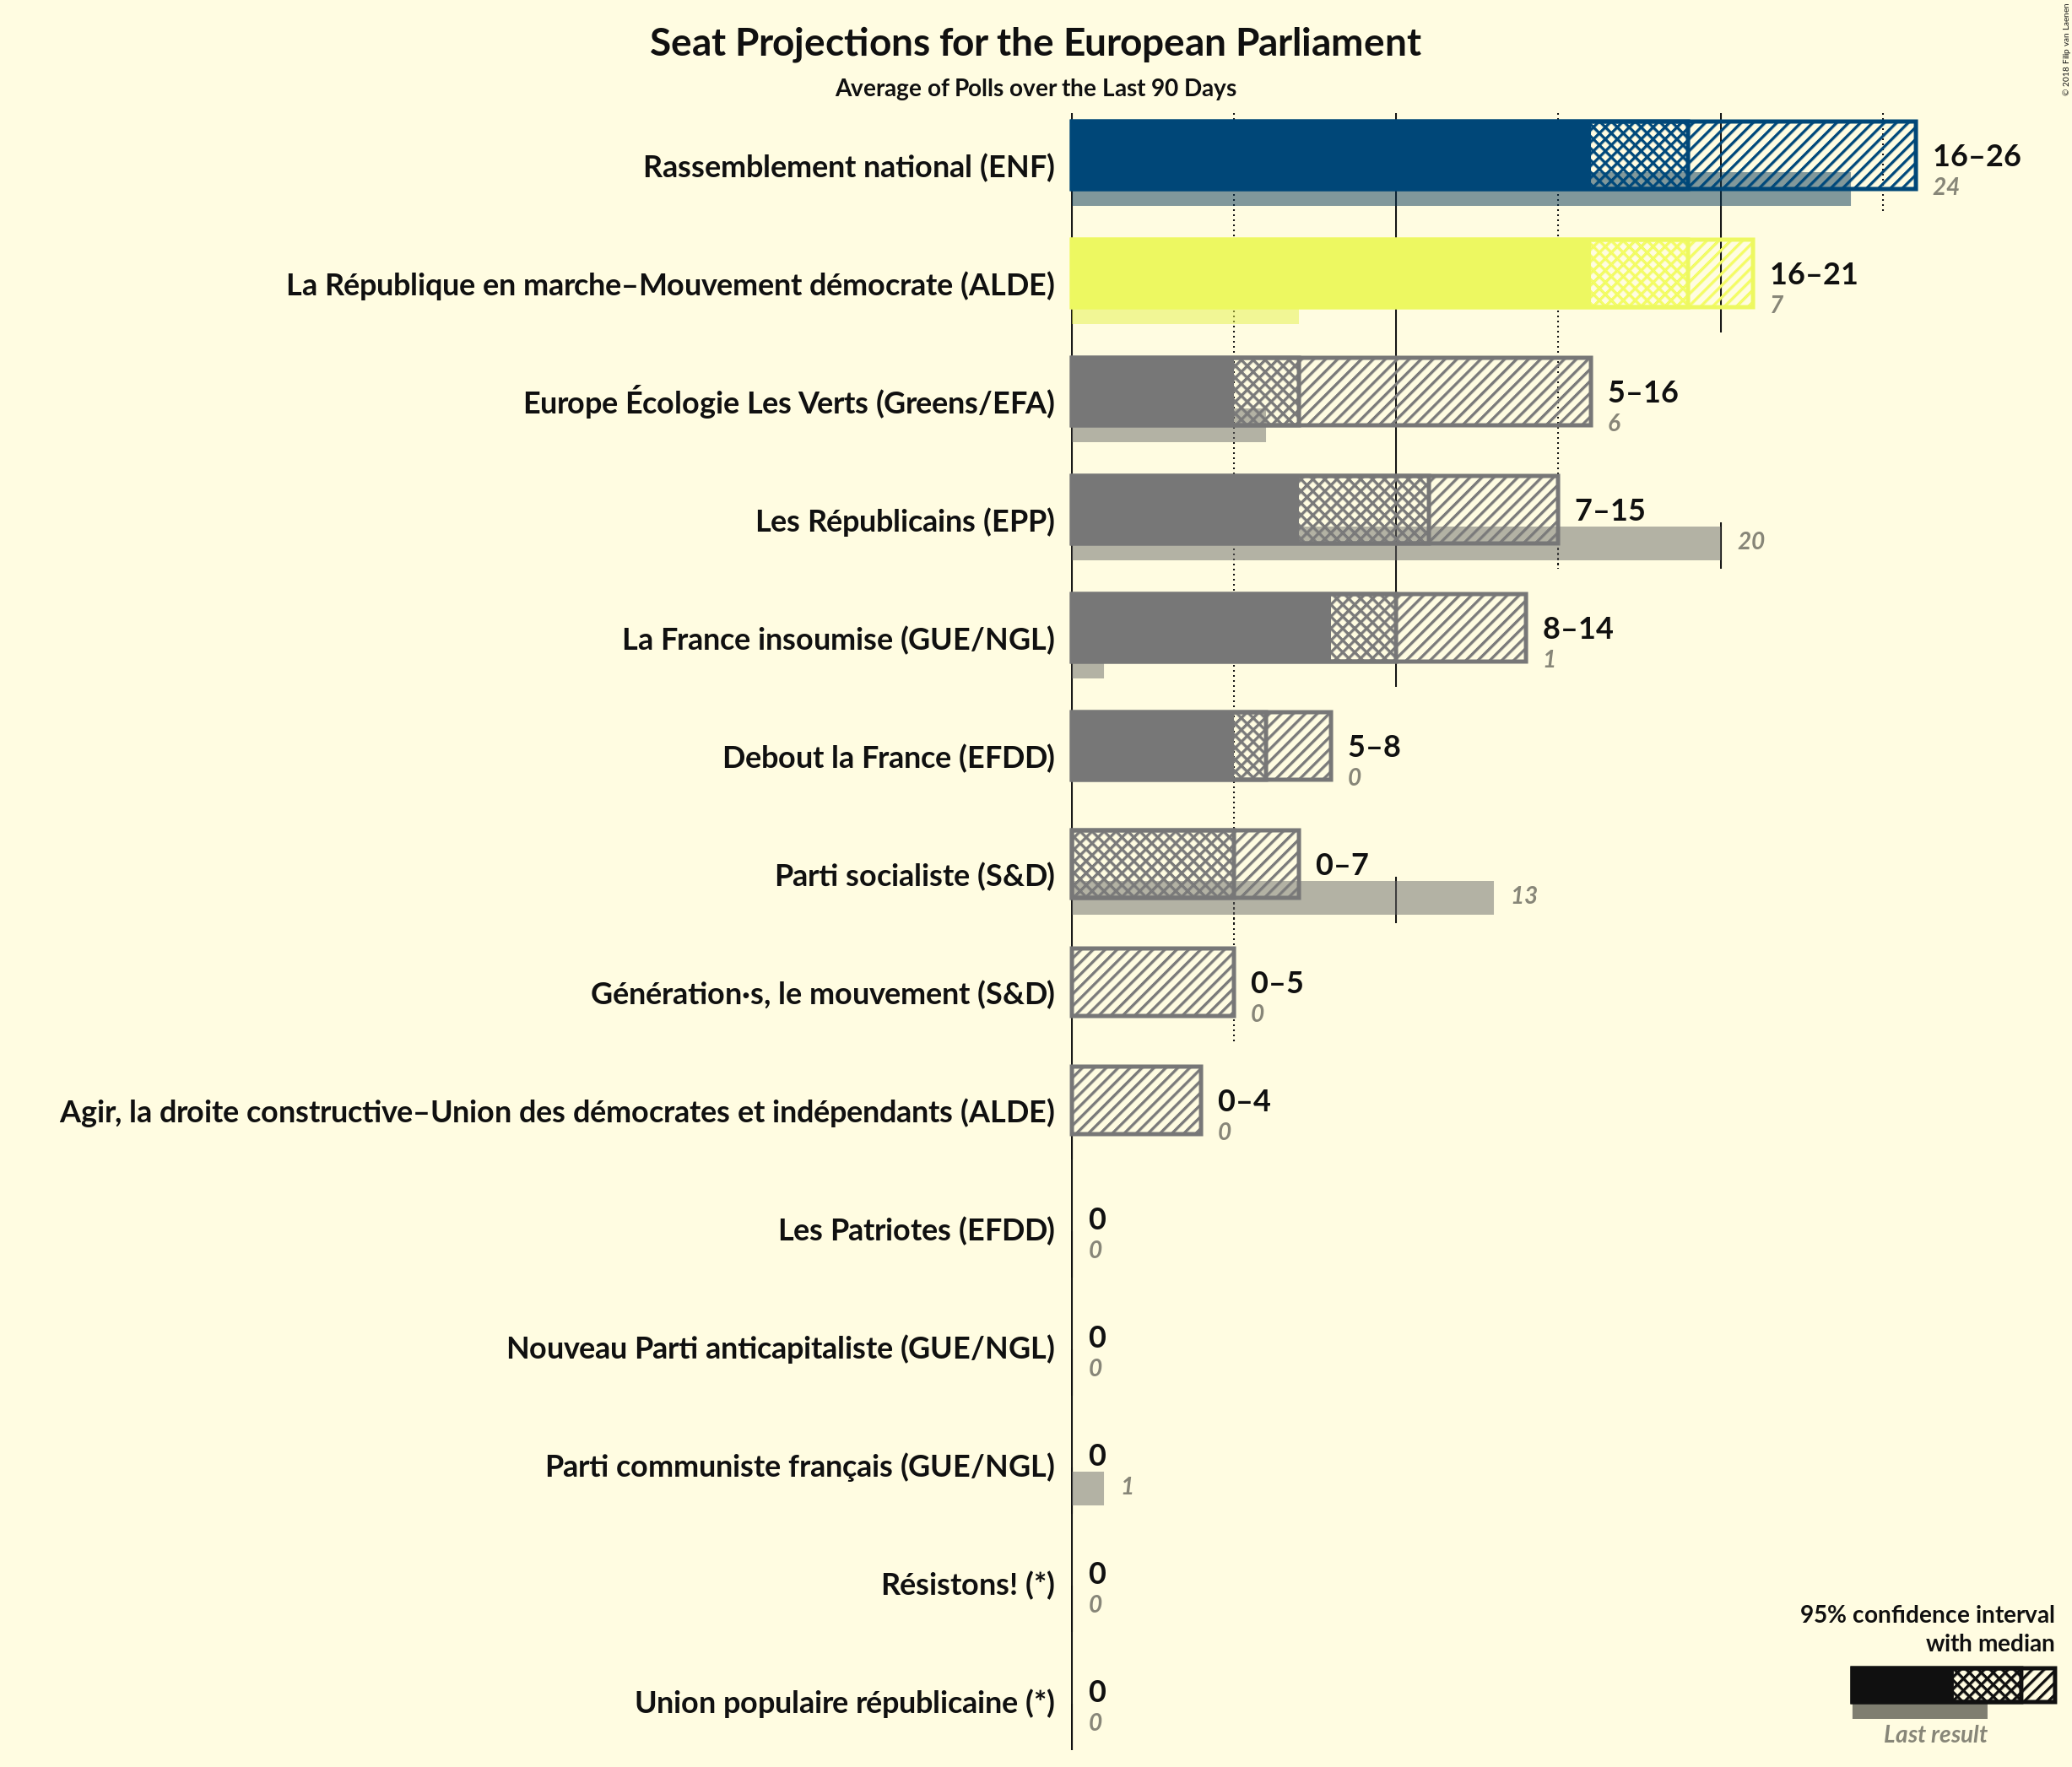 Seat Projections for the European Parliament
Average of Polls over the Last 90 Days
© 2018 Filip van Laenen
Rassemblement national (ENF)
16–26
24
La République en marche–Mouvement démocrate (ALDE)
16–21
7
Europe Écologie Les Verts (Greens/EFA)
5–16
6
Les Républicains (EPP)
7–15
20
La France insoumise (GUE/NGL)
8–14
1
Debout la France (EFDD)
5–8
0
Parti socialiste (S&D)
0–7
13
Génération·s, le mouvement (S&D)
0–5
0
Agir, la droite constructive–Union des démocrates et indépendants (ALDE)
0–4
0
Les Patriotes (EFDD)
0
0
Nouveau Parti anticapitaliste (GUE/NGL)
0
0
Parti communiste français (GUE/NGL)
0
1
Résistons! (*)
0
0
Union populaire républicaine (*)
0
0
95% confidence interval
with median
Last result